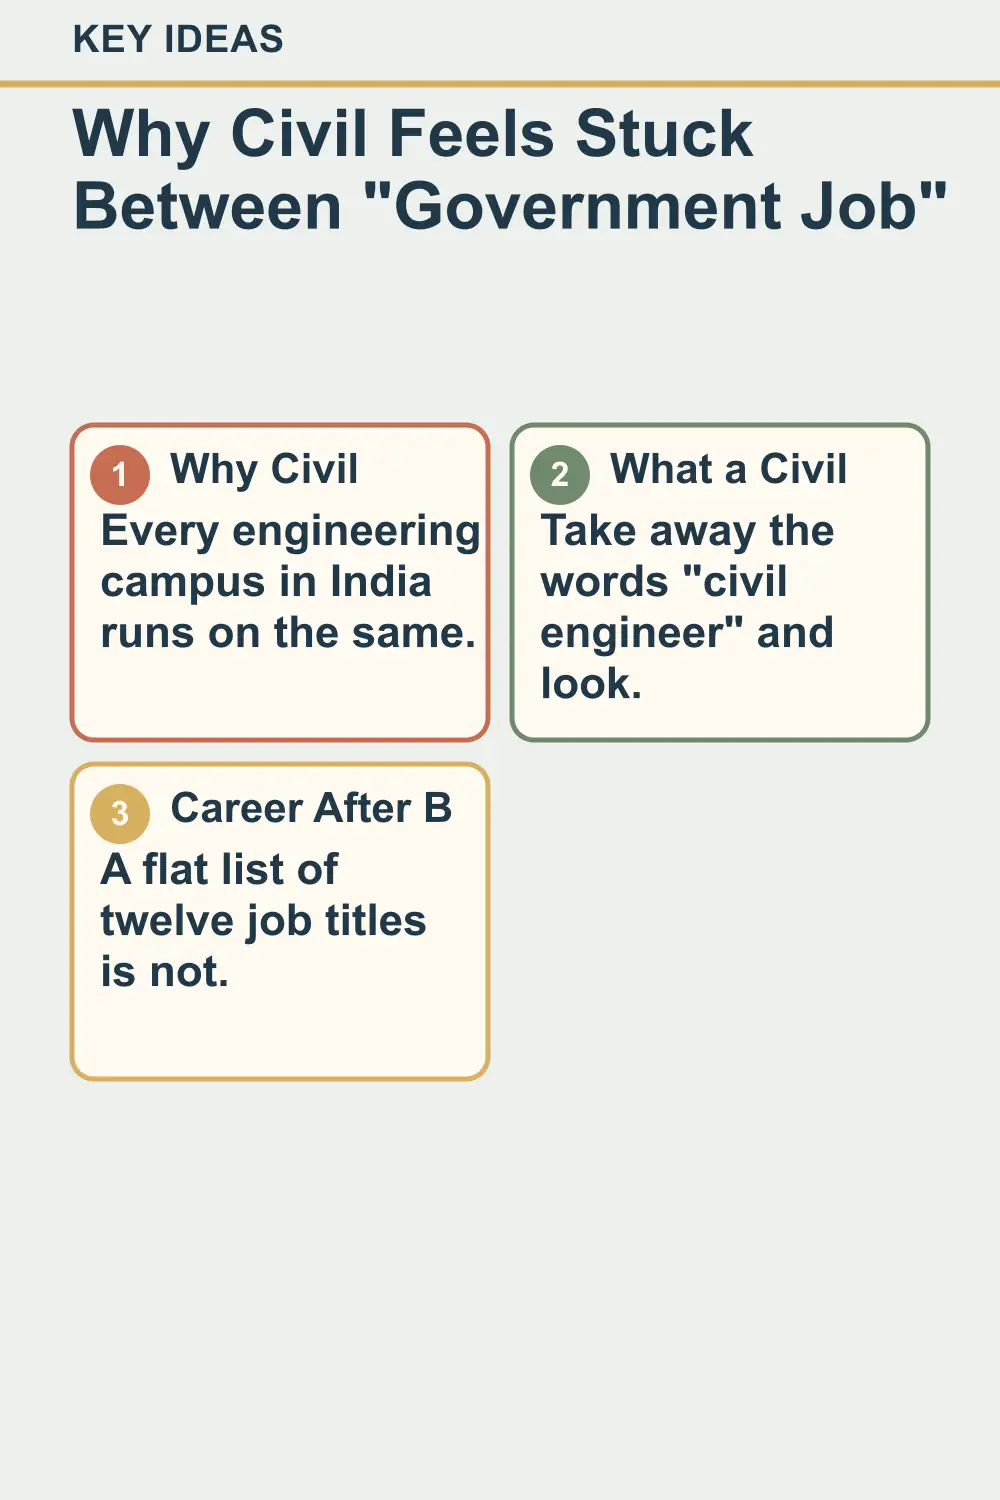 KEY IDEAS
Why Civil Feels Stuck
Between "Government Job"
1 Why Civil
Every engineering
campus in India
runs on the same.
2 What a Civil
Take away the
words "civil
engineer" and
look.
3 Career After B
A flat list of
twelve job titles
is not.